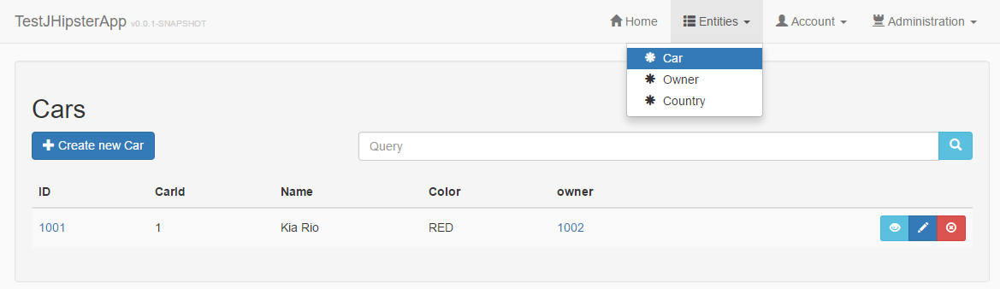 TestJHipsterApp v0.0.1-SNAPSHOT Home Entities Account Administration
Car
Owner
Country
Cars
Create new Car Query
ID CarId Name Color owner
1001 1 Kia Rio RED 1002